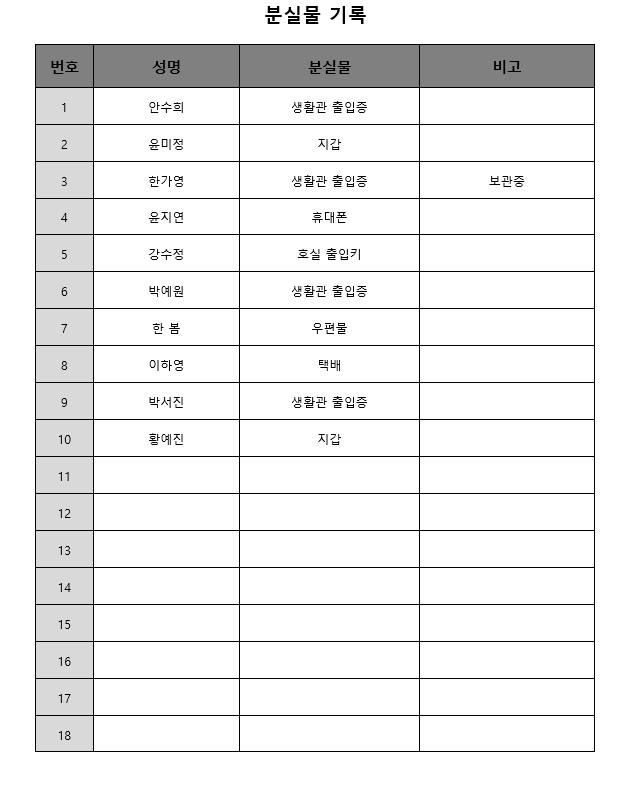 분실물 기록
번호 성명 분실물 비고
1 안수희 생활관 출입증
2 윤미정 지갑
3 한가영 생활관 출입증 보관중
4 윤지연 휴대폰
5 강수정 호실 출입키
6 박예원 생활관 출입증
7 한 봄 우편물
8 이하영 택배
9 박서진 생활관 출입증
10 황예진 지갑
11
12
13
14
15
16
17
18